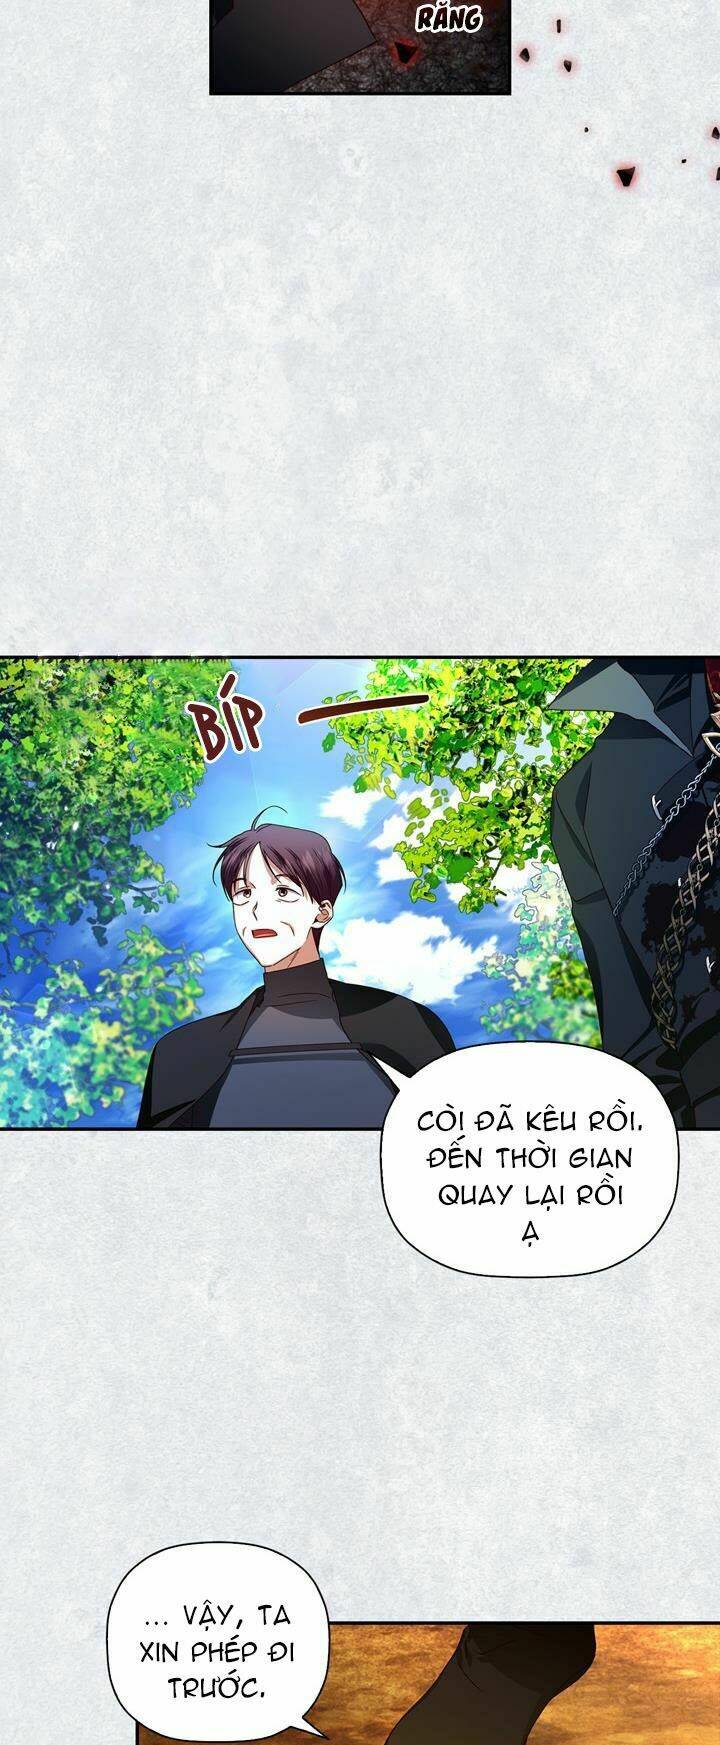 RĂNG
BÍP
CÒI ĐÃ KÊU RỒI.
ĐẾN THỜI GIAN
QUAY LẠI RỒI
Ạ
... VẬY, TA
XIN PHÉP ĐI
TRƯỚC.